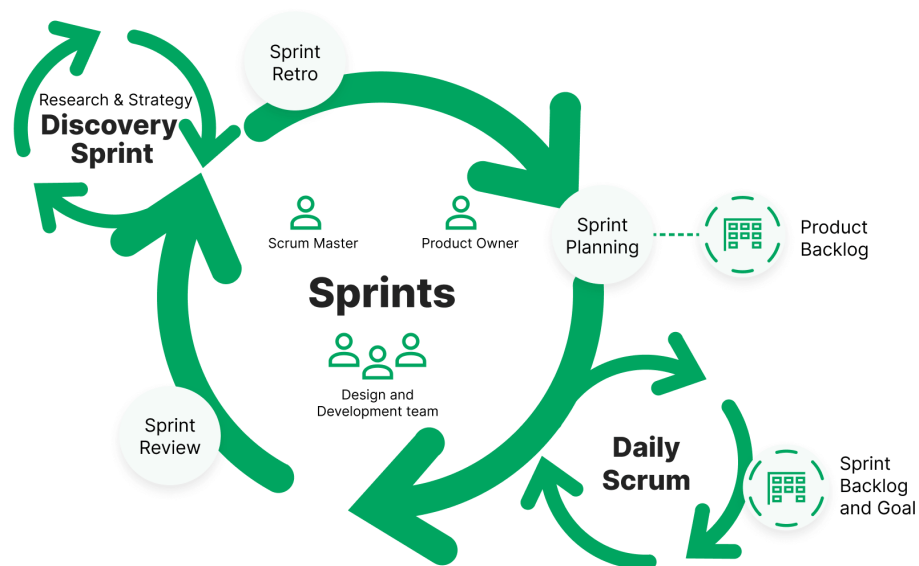 Sprint
Retro
Research & Strategy
Discovery
Sprint
Scrum Master
Product Owner
Sprint
Planning
Product
Backlog
Sprints
Design and
Development team
Sprint
Review
Daily
Scrum
Sprint
Backlog
and Goal